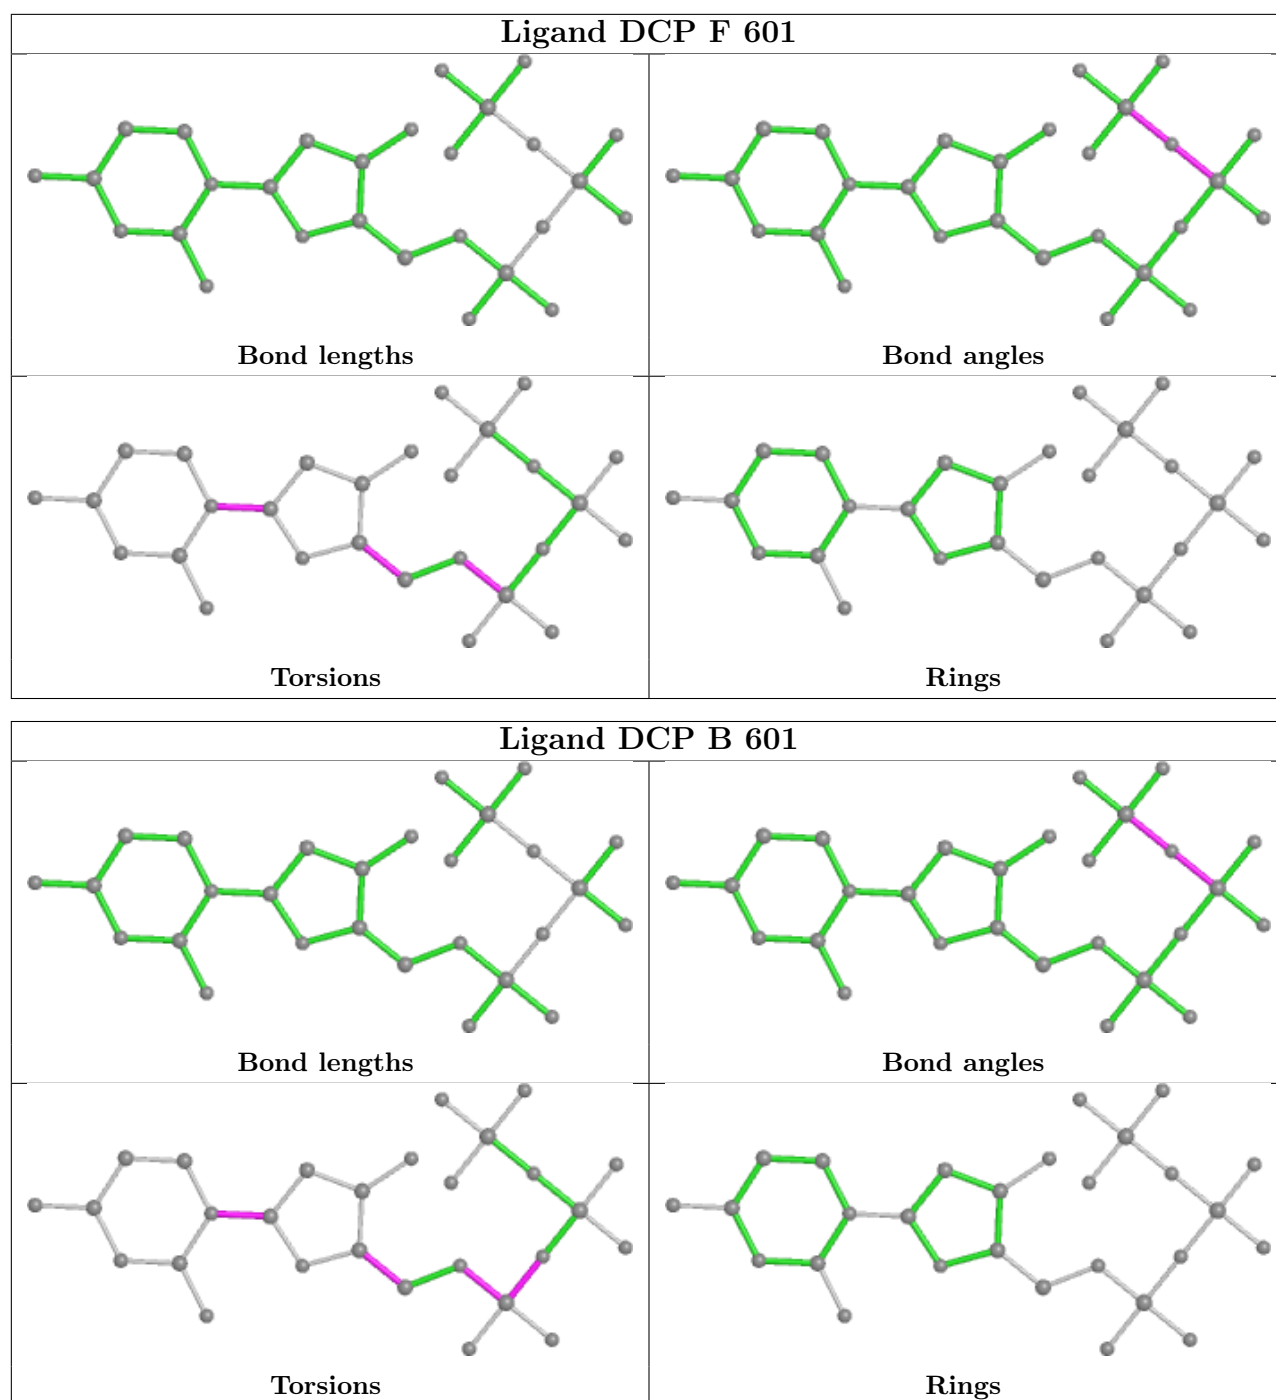 Ligand DCP F 601
Bond lengths
Bond angles
Torsions
Rings
Ligand DCP B 601
Bond lengths
Bond angles
Torsions
Rings